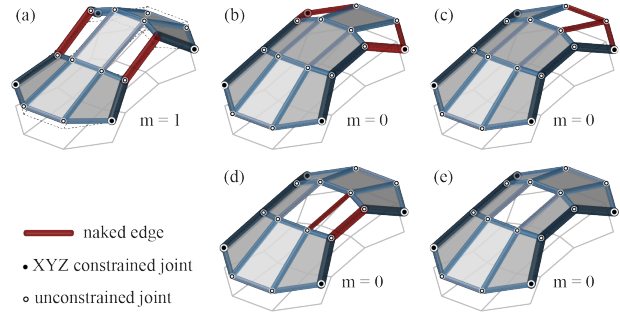 (a)
(b)
(c)
m = 1
m = 0
m = 0
(d)
(e)
naked edge
XYZ constrained joint
unconstrained joint
m = 0
m = 0